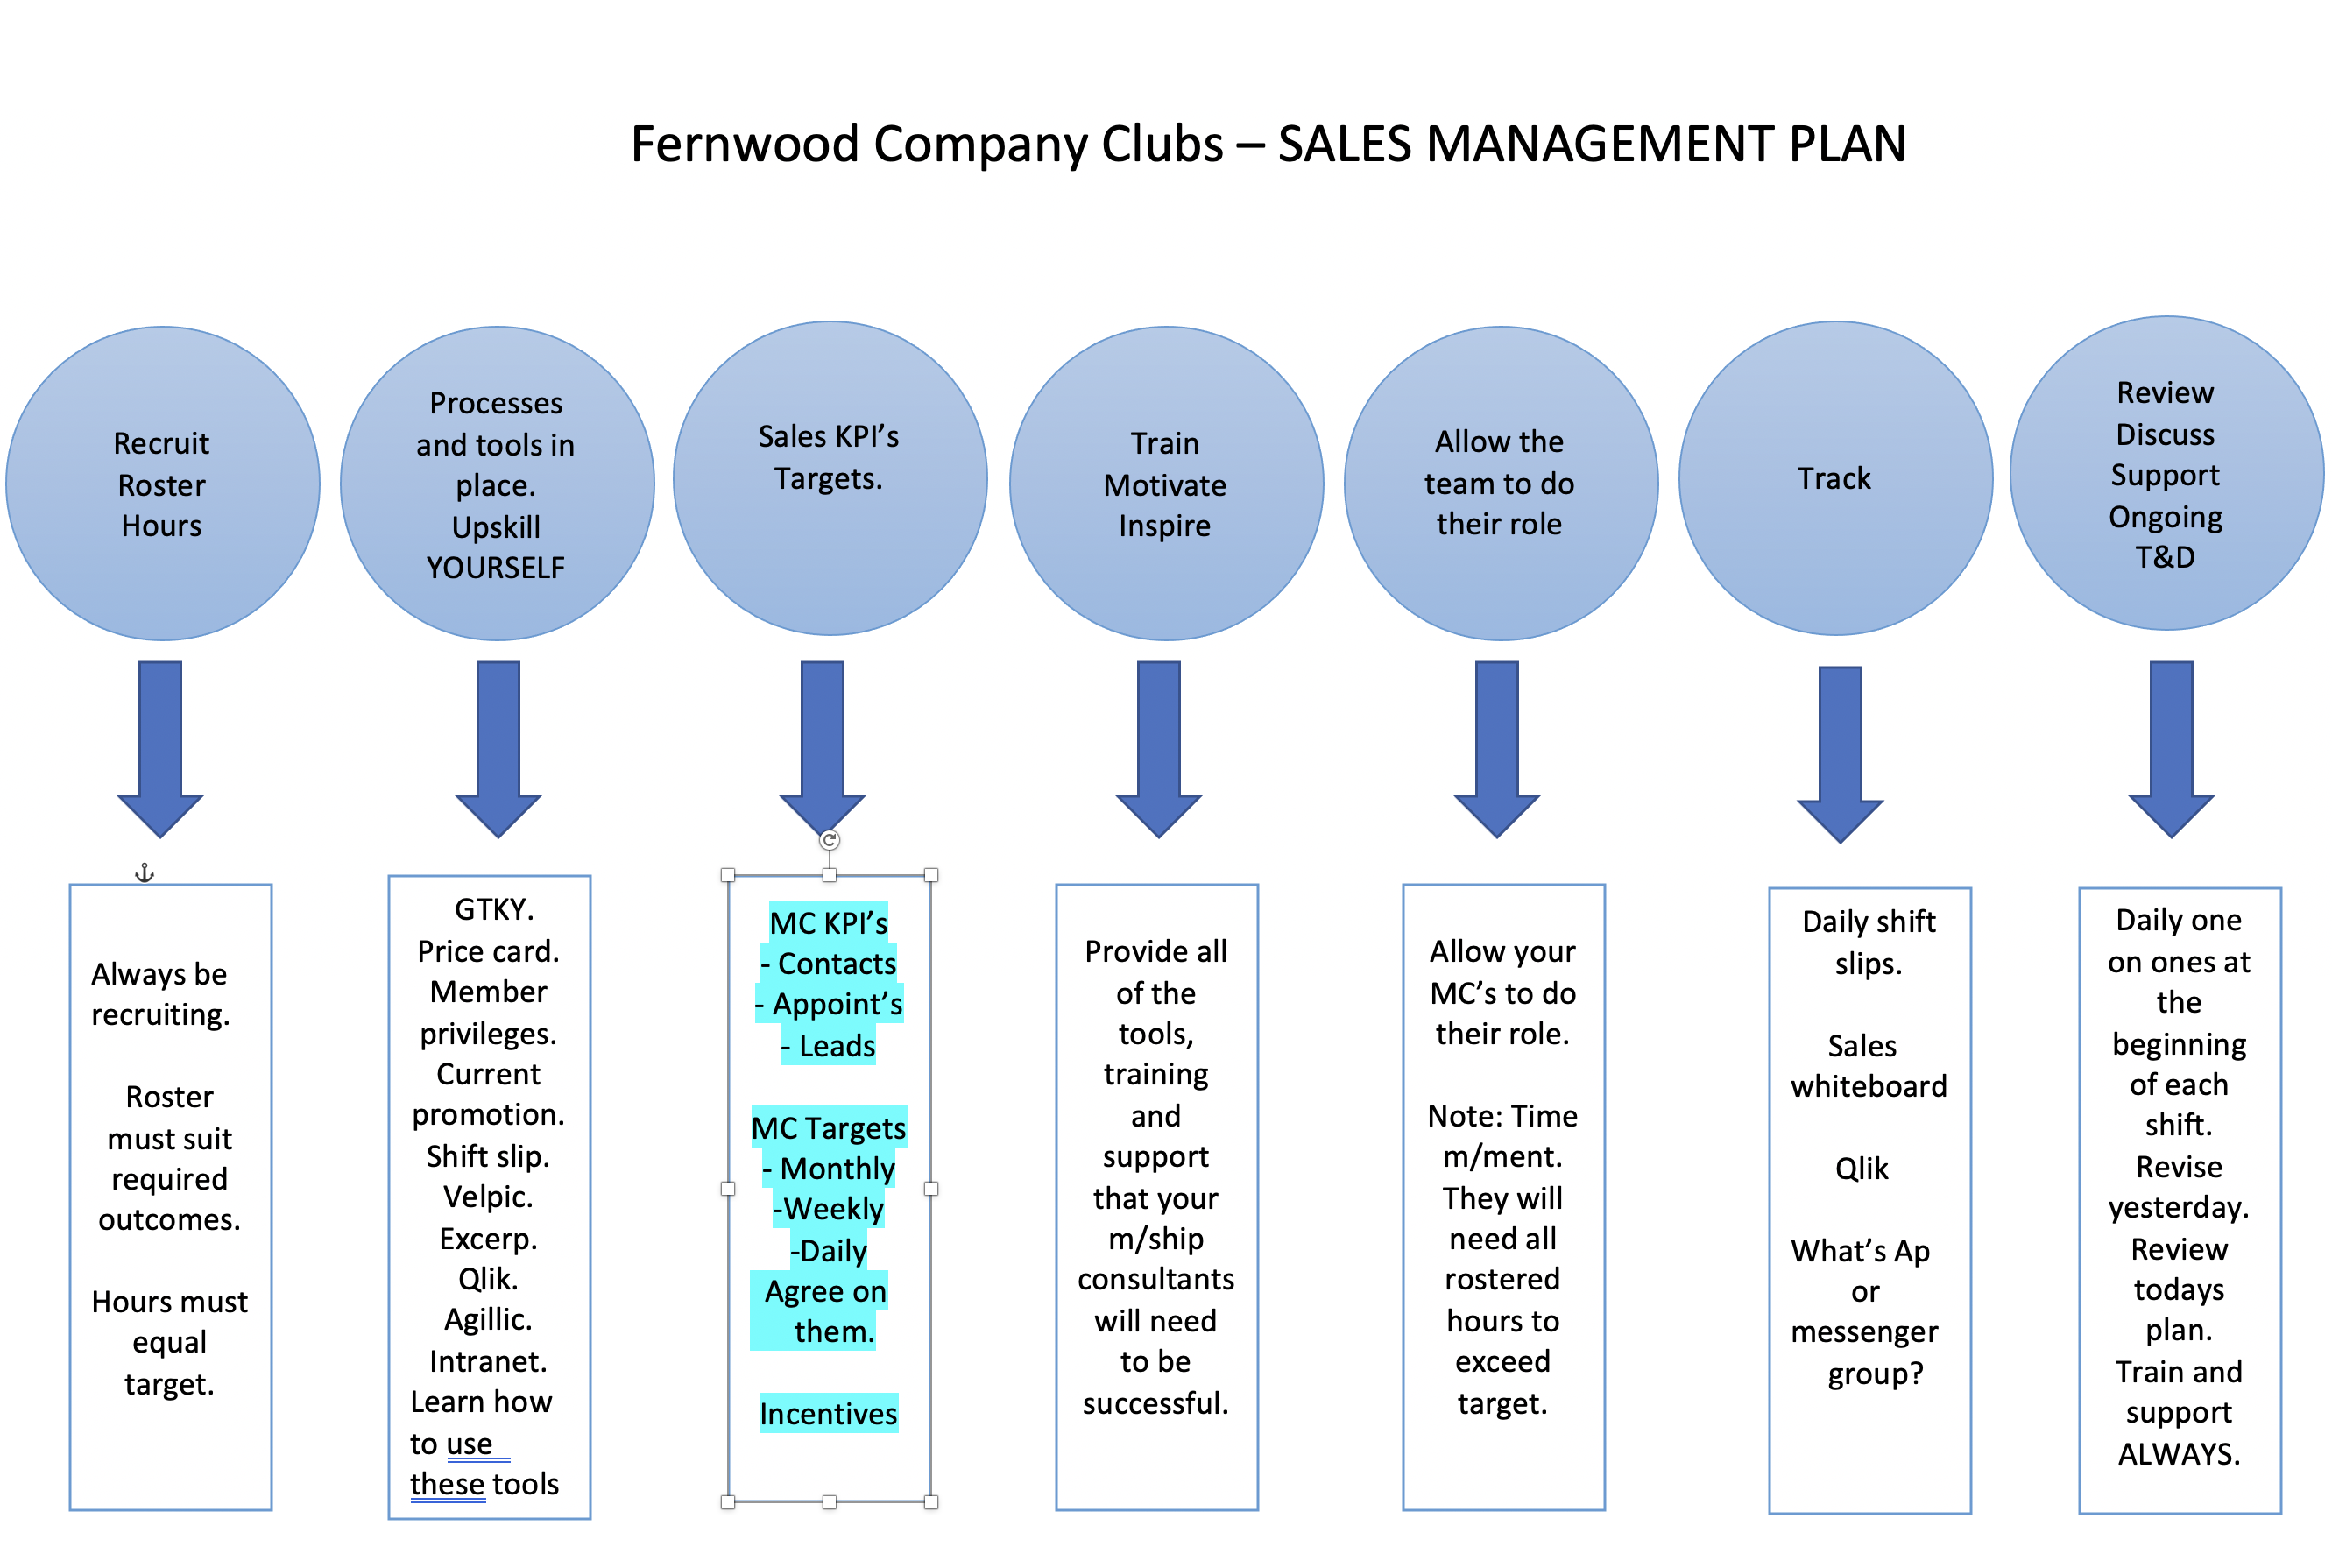 Fernwood Company Clubs – SALES MANAGEMENT PLAN
Recruit
Roster
Hours
Processes
and tools in
place.
Upskill
YOURSELF
Sales KPI’s
Targets.
Train
Motivate
Inspire
Allow the
team to do
their role
Track
Review
Discuss
Support
Ongoing
T&D
Always be
recruiting.
Roster
must suit
required
outcomes.
Hours must
equal
target.
GTKY.
Price card.
Member
privileges.
Current
promotion.
Shift slip.
Velpic.
Excerp.
Qlik.
Agillic.
Intranet.
Learn how
to use
these tools
MC KPI’s
- Contacts
- Appoint’s
- Leads
MC Targets
- Monthly
-Weekly
-Daily
Agree on
them.
Incentives
Provide all
of the
tools,
training
and
support
that your
m/ship
consultants
will need
to be
successful.
Allow your
MC’s to do
their role.
Note: Time
m/ment.
They will
need all
rostered
hours to
exceed
target.
Daily shift
slips.
Sales
whiteboard
Qlik
What’s Ap
or
messenger
group?
Daily one
on ones at
the
beginning
of each
shift.
Revise
yesterday.
Review
todays
plan.
Train and
support
ALWAYS.